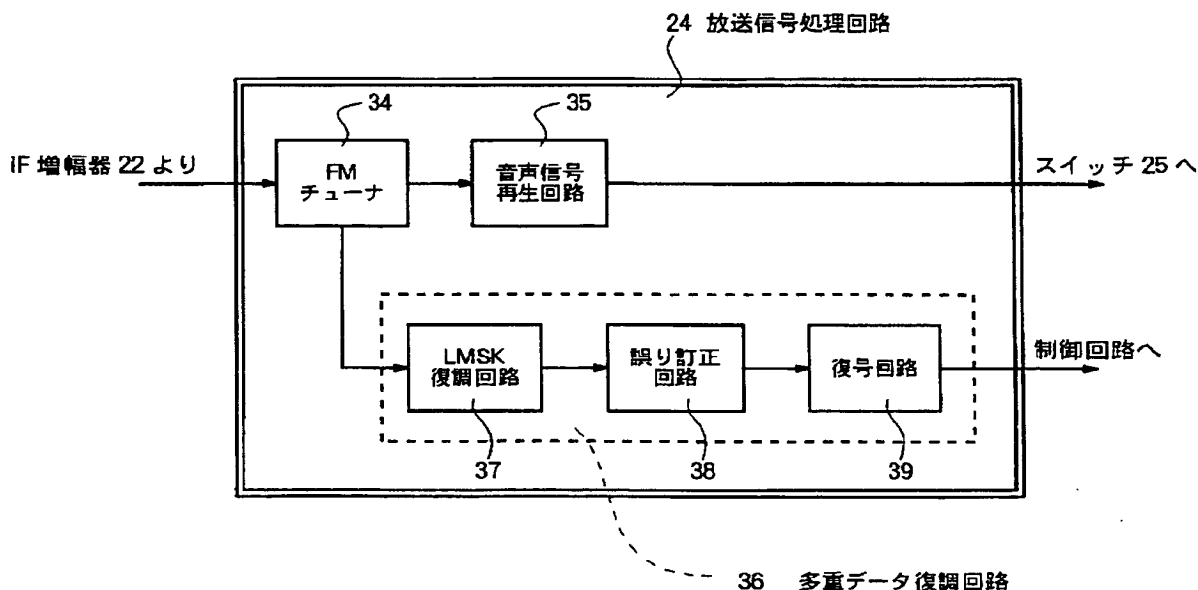 24 放送信号処理回路
34
35
IF 増幅器 22 より
FM
チューナ
音声信号
再生回路
スイッチ 25 へ
LMSK
復調回路
誤り訂正
回路
復号回路
制御回路へ
37
38
39
36 多重データ復調回路